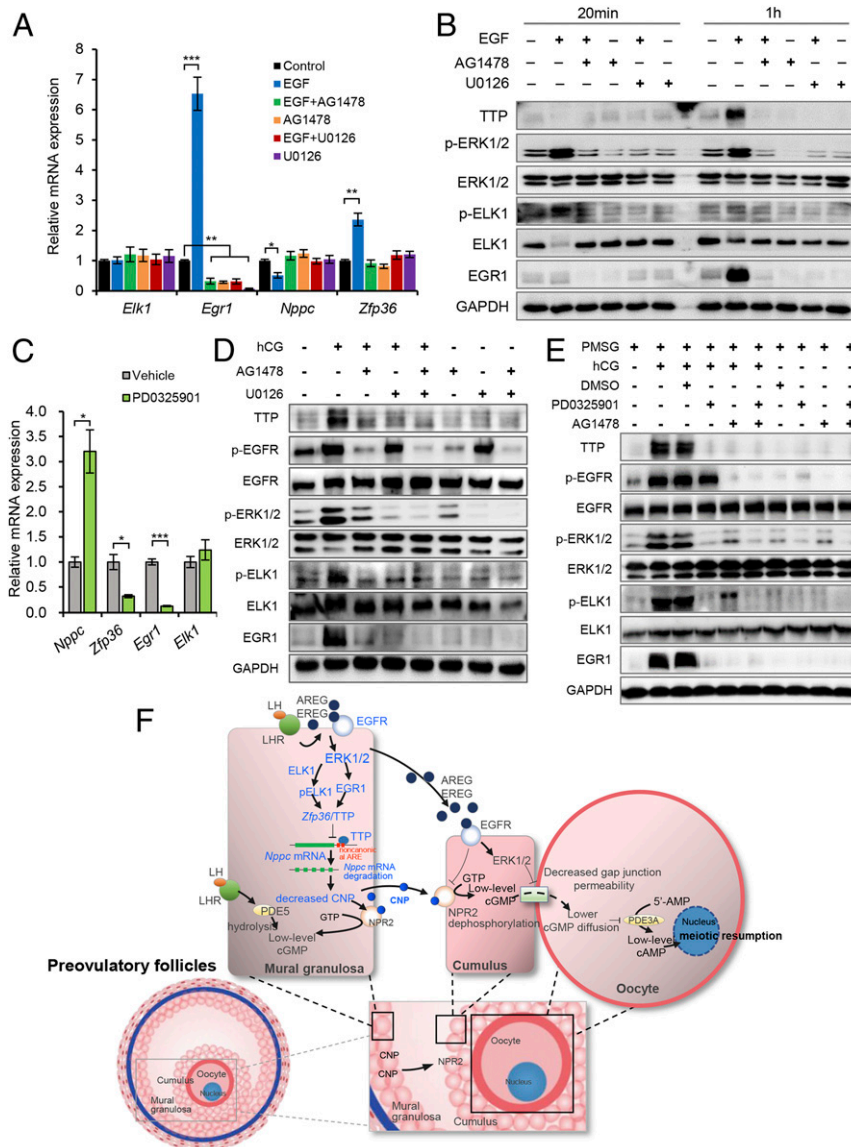 A
Relative mRNA expression
8
7
6
5
4
3
2
1
0
***
**
*
**
Control
EGF
EGF+AG1478
AG1478
EGF+U0126
U0126
Elk1 Egr1 Nppc Zfp36
B
20min 1h
EGF - + + - + - - + + - + -
AG1478 - - + + - - - - + + - -
U0126 - - - - + + - - - - + +
TTP
p-ERK1/2
ERK1/2
p-ELK1
ELK1
EGR1
GAPDH
C
Vehicle
PD0325901
Relative mRNA expression
4.0
3.5
3.0
2.5
2.0
1.5
1.0
0.5
0.0
*
*
***
Nppc Zfp36 Egr1 Elk1
D
hCG - + + + + - - -
AG1478 - - + - + + - +
U0126 - - - + + - + +
TTP
p-EGFR
EGFR
p-ERK1/2
ERK1/2
p-ELK1
ELK1
EGR1
GAPDH
E
PMSG + + + + + + + + + +
hCG - + + + + + - - - -
DMSO - - + - - - + - - -
PD0325901 - - - + - + - + - +
AG1478 - - - - + + - - + +
TTP
p-EGFR
EGFR
p-ERK1/2
ERK1/2
p-ELK1
ELK1
EGR1
GAPDH
F
LH
LHR
AREG
EREG
EGFR
ERK1/2
ELK1
pELK1
EGR1
Zfp36/TTP
TTP
Nppc mRNA
noncanonic
al ARE
Nppc mRNA
degradation
decreased CNP
CNP
LH
LHR
PDE5
hydrolysis
GTP
NPR2
Low-level
cGMP
Mural granulosa
AREG
EREG
EGFR
ERK1/2
GTP
Low-level
cGMP
NPR2
dephosphorylation
Cumulus
Decreased gap junction
permeability
Lower
cGMP diffusion
5'-AMP
PDE3A
Low-level
cAMP
Nucleus
meiotic resumption
Oocyte
Preovulatory follicles
Oocyte
Cumulus
Nucleus
Mural
granulosa
CNP
CNP
NPR2
Oocyte
Nucleus
Mural
granulosa
Cumulus